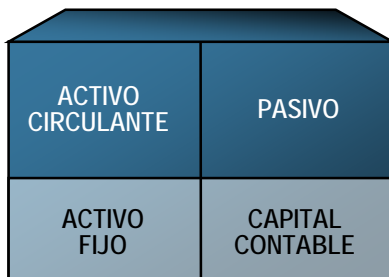 ACTIVO
CIRCULANTE
PASIVO
ACTIVO
FIJO
CAPITAL
CONTABLE